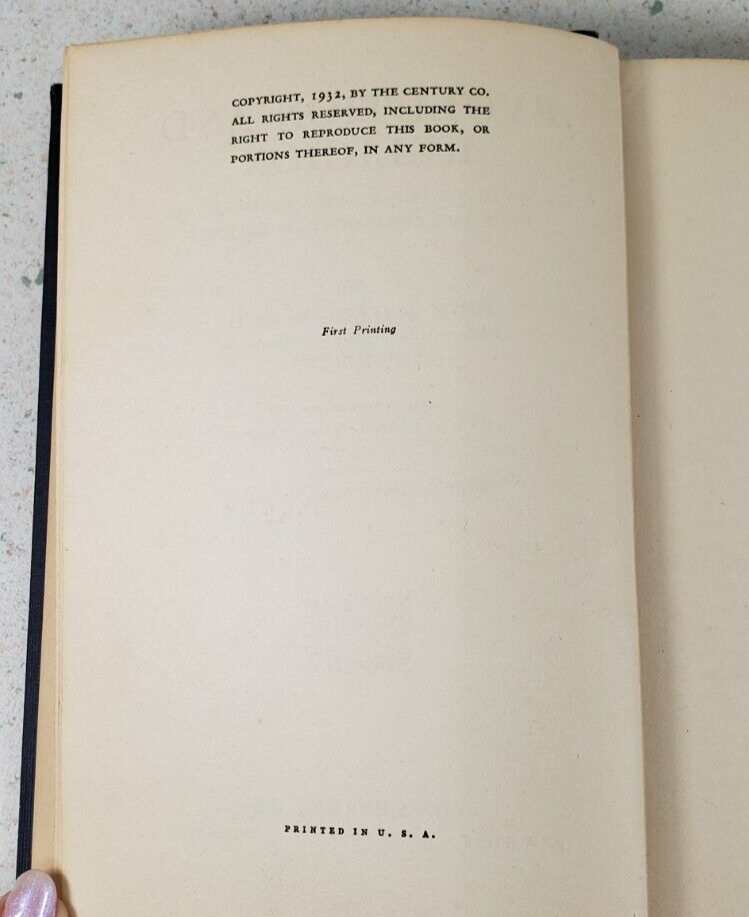 COPYRIGHT, 1932, BY THE CENTURY CO.
ALL RIGHTS RESERVED, INCLUDING THE
RIGHT TO REPRODUCE THIS BOOK, OR
PORTIONS THEREOF, IN ANY FORM.
First Printing
PRINTED IN U. S. A.